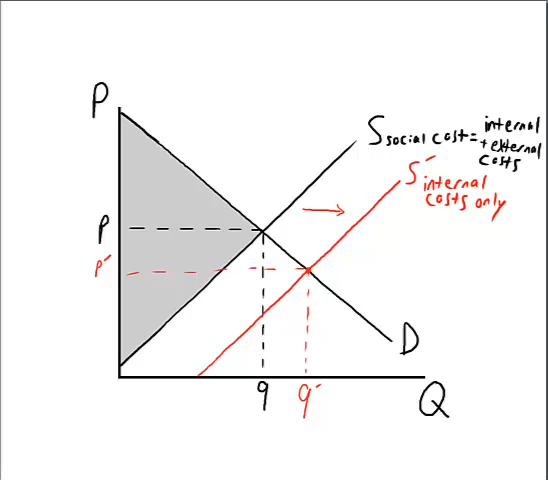 P
S social cost = internal
+ external
costs
S´ internal
costs only
P
P´
D
q
q´
Q